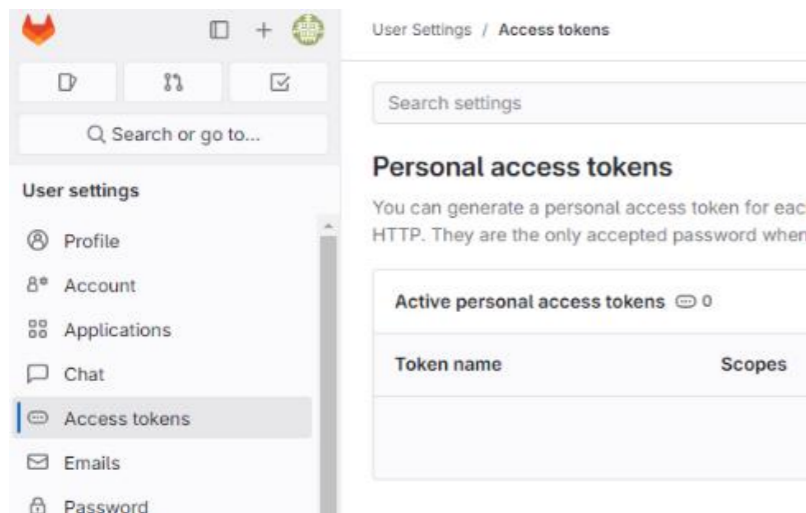 User Settings / Access tokens
Search or go to...
User settings
Profile
Account
Applications
Chat
Access tokens
Emails
Password
Search settings
Personal access tokens
You can generate a personal access token for eac
HTTP. They are the only accepted password when
Active personal access tokens 0
Token name Scopes